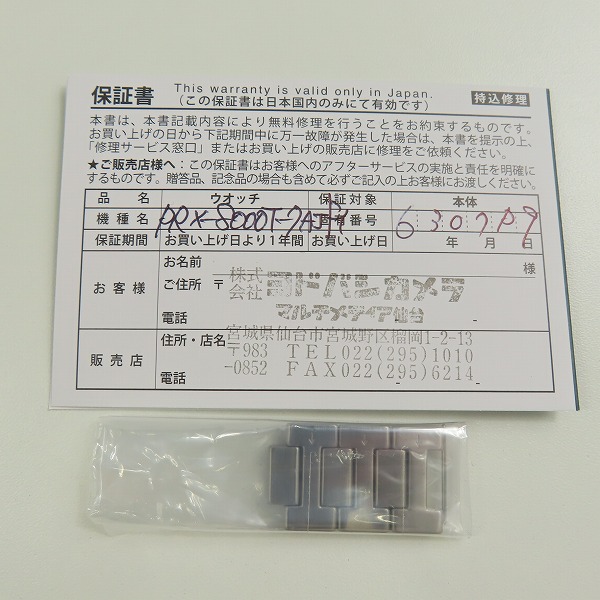 保証書 This warranty is valid only in Japan.
(この保証書は日本国内のみにて有効です) 持込修理
本書は、本書記載内容により無料修理を行うことをお約束するものです。
お買い上げの日から下記期間中に万一故障が発生した場合は、本書を提示の上、
「修理サービス窓口」またはお買い上げの販売店に修理をご依頼ください。
★ご販売店様へ:この保証書はお客様へのアフターサービスの実施と責任を明確に
するものです。贈答品、記念品の場合も含めて必ずご記入の上お客様にお渡しします。
品名 ウオッチ 保証対象 本体
機種名 PRX-8000T-7AJF 固有番号
保証期間 お買い上げ日より1年間 お買い上げ日 年 月 日
お客様 お名前 様
ご住所 〒 株式会社 ヨドバシカメラ
マルチメディア仙台
電話 - -
販売店 住所・店名 宮城県仙台市宮城野区榴岡1-2-13
〒983 TEL022(295)1010
-0852 FAX022(295)6214
電話 - -